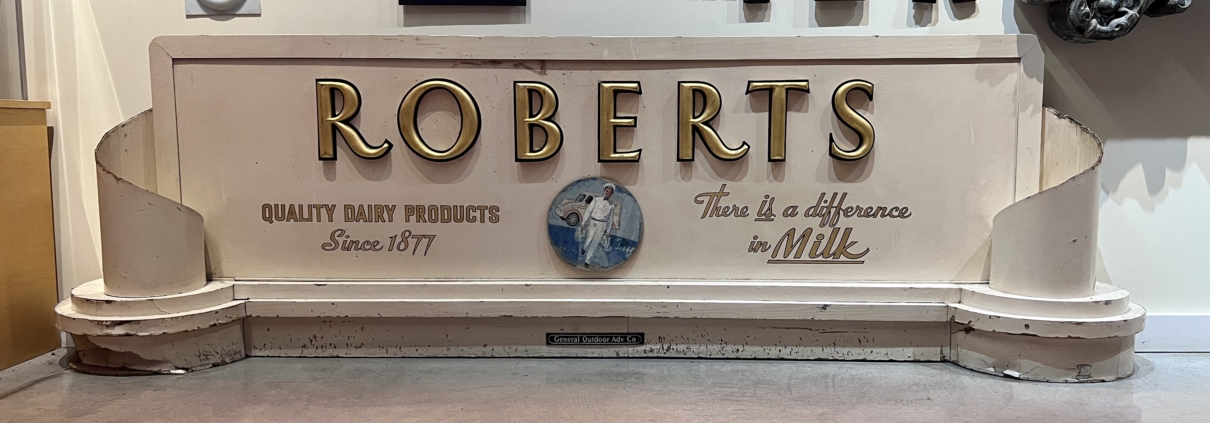 ROBERTS
QUALITY DAIRY PRODUCTS
Since 1877
There is a difference
in Milk
General Outdoor Adv Co